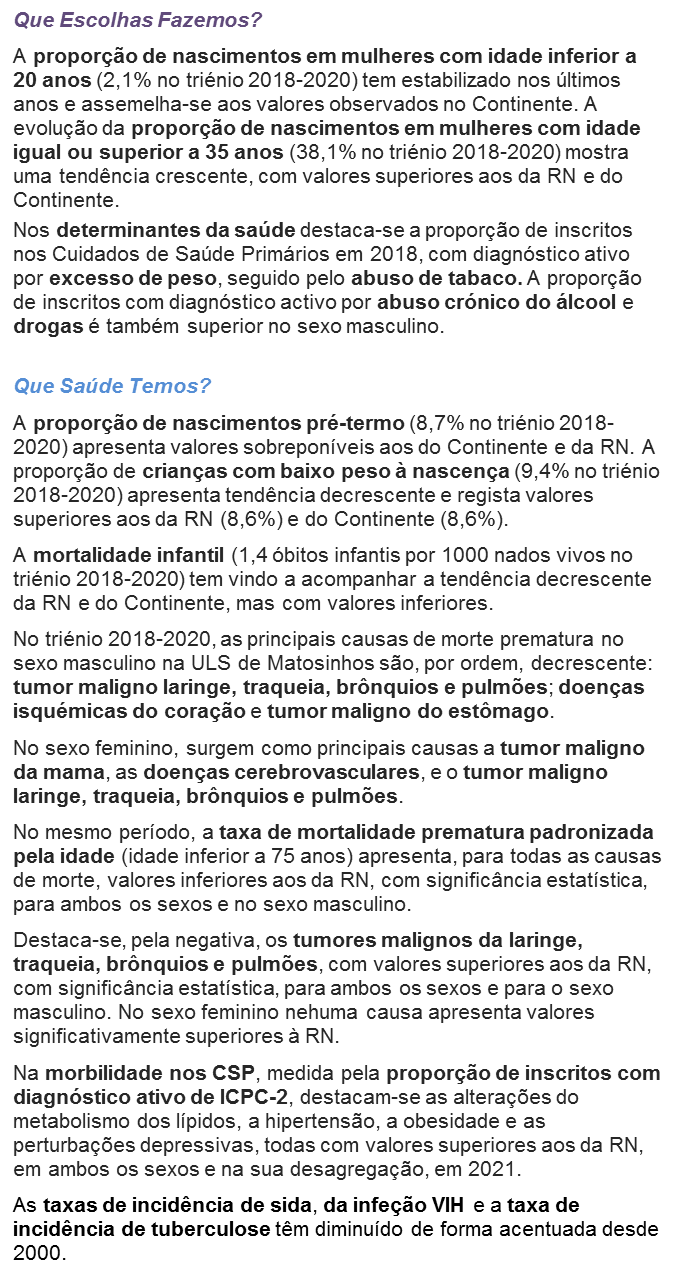 Que Escolhas Fazemos?
A proporção de nascimentos em mulheres com idade inferior a
20 anos (2,1% no triénio 2018-2020) tem estabilizado nos últimos
anos e assemelha-se aos valores observados no Continente. A
evolução da proporção de nascimentos em mulheres com idade
igual ou superior a 35 anos (38,1% no triénio 2018-2020) mostra
uma tendência crescente, com valores superiores aos da RN e do
Continente.
Nos determinantes da saúde destaca-se a proporção de inscritos
nos Cuidados de Saúde Primários em 2018, com diagnóstico ativo
por excesso de peso, seguido pelo abuso de tabaco. A proporção
de inscritos com diagnóstico activo por abuso crónico do álcool e
drogas é também superior no sexo masculino.
Que Saúde Temos?
A proporção de nascimentos pré-termo (8,7% no triénio 2018-
2020) apresenta valores sobreponíveis aos do Continente e da RN. A
proporção de crianças com baixo peso à nascença (9,4% no triénio
2018-2020) apresenta tendência decrescente e regista valores
superiores aos da RN (8,6%) e do Continente (8,6%).
A mortalidade infantil (1,4 óbitos infantis por 1000 nados vivos no
triénio 2018-2020) tem vindo a acompanhar a tendência decrescente
da RN e do Continente, mas com valores inferiores.
No triénio 2018-2020, as principais causas de morte prematura no
sexo masculino na ULS de Matosinhos são, por ordem, decrescente:
tumor maligno laringe, traqueia, brônquios e pulmões; doenças
isquémicas do coração e tumor maligno do estômago.
No sexo feminino, surgem como principais causas a tumor maligno
da mama, as doenças cerebrovasculares, e o tumor maligno
laringe, traqueia, brônquios e pulmões.
No mesmo período, a taxa de mortalidade prematura padronizada
pela idade (idade inferior a 75 anos) apresenta, para todas as causas
de morte, valores inferiores aos da RN, com significância estatística,
para ambos os sexos e no sexo masculino.
Destaca-se, pela negativa, os tumores malignos da laringe,
traqueia, brônquios e pulmões, com valores superiores aos da RN,
com significância estatística, para ambos os sexos e para o sexo
masculino. No sexo feminino nehuma causa apresenta valores
significativamente superiores à RN.
Na morbilidade nos CSP, medida pela proporção de inscritos com
diagnóstico ativo de ICPC-2, destacam-se as alterações do
metabolismo dos lípidos, a hipertensão, a obesidade e as
perturbações depressivas, todas com valores superiores aos da RN,
em ambos os sexos e na sua desagregação, em 2021.
As taxas de incidência de sida, da infeção VIH e a taxa de
incidência de tuberculose têm diminuído de forma acentuada desde
2000.